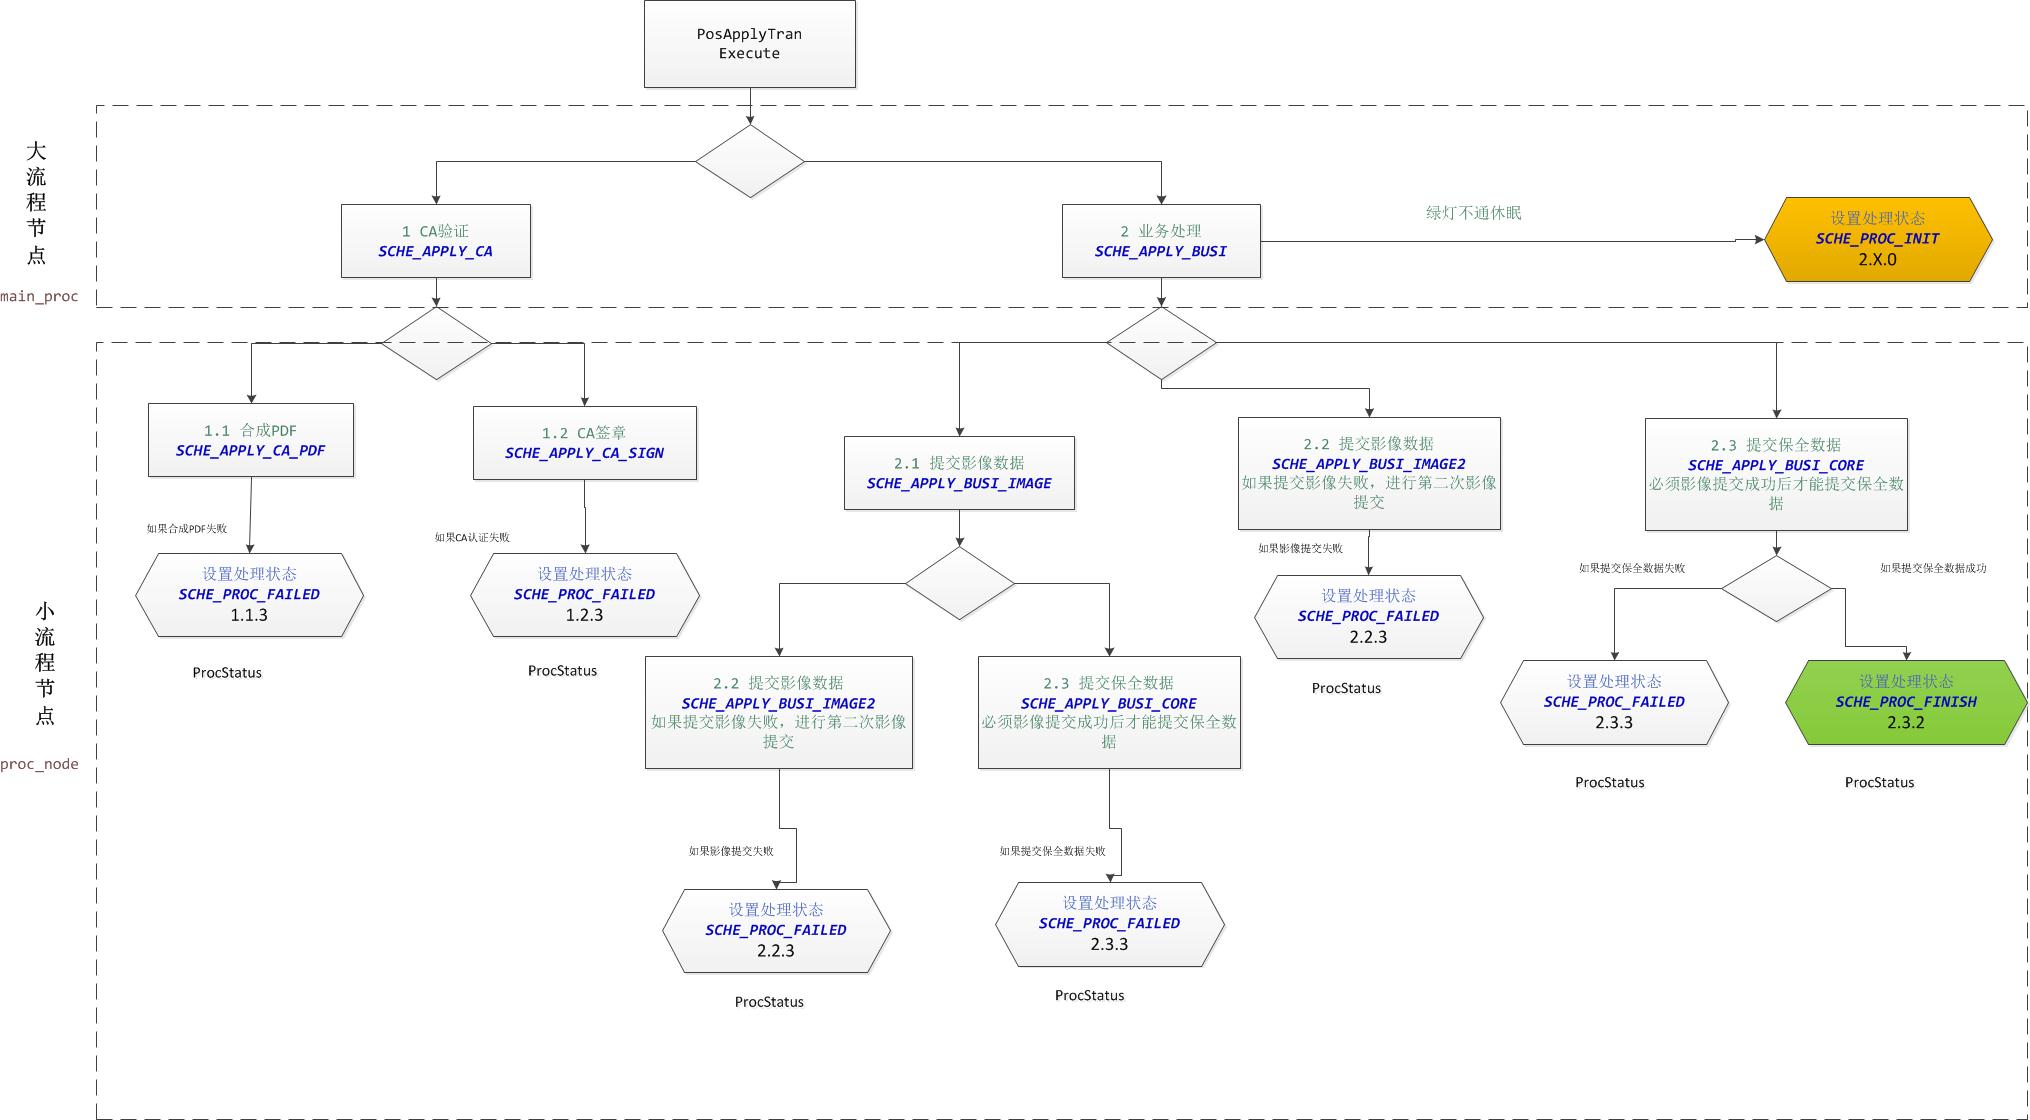 PosApplyTran
Execute
大流程节点
main_proc
1 CA验证
SCHE_APPLY_CA
2 业务处理
SCHE_APPLY_BUSI
绿灯不通休眠
设置处理状态
SCHE_PROC_INIT
2.X.0
小流程节点
proc_node
1.1 合成PDF
SCHE_APPLY_CA_PDF
如果合成PDF失败
设置处理状态
SCHE_PROC_FAILED
1.1.3
ProcStatus
1.2 CA签章
SCHE_APPLY_CA_SIGN
如果CA认证失败
设置处理状态
SCHE_PROC_FAILED
1.2.3
ProcStatus
2.1 提交影像数据
SCHE_APPLY_BUSI_IMAGE
2.2 提交影像数据
SCHE_APPLY_BUSI_IMAGE2
如果提交影像失败，进行第二次影像
提交
如果影像提交失败
设置处理状态
SCHE_PROC_FAILED
2.2.3
ProcStatus
2.3 提交保全数据
SCHE_APPLY_BUSI_CORE
必须影像提交成功后才能提交保全数
据
如果提交保全数据失败
设置处理状态
SCHE_PROC_FAILED
2.3.3
ProcStatus
2.2 提交影像数据
SCHE_APPLY_BUSI_IMAGE2
如果提交影像失败，进行第二次影像
提交
如果影像提交失败
设置处理状态
SCHE_PROC_FAILED
2.2.3
ProcStatus
2.3 提交保全数据
SCHE_APPLY_BUSI_CORE
必须影像提交成功后才能提交保全数
据
如果提交保全数据失败
如果提交保全数据成功
设置处理状态
SCHE_PROC_FAILED
2.3.3
ProcStatus
设置处理状态
SCHE_PROC_FINISH
2.3.2
ProcStatus